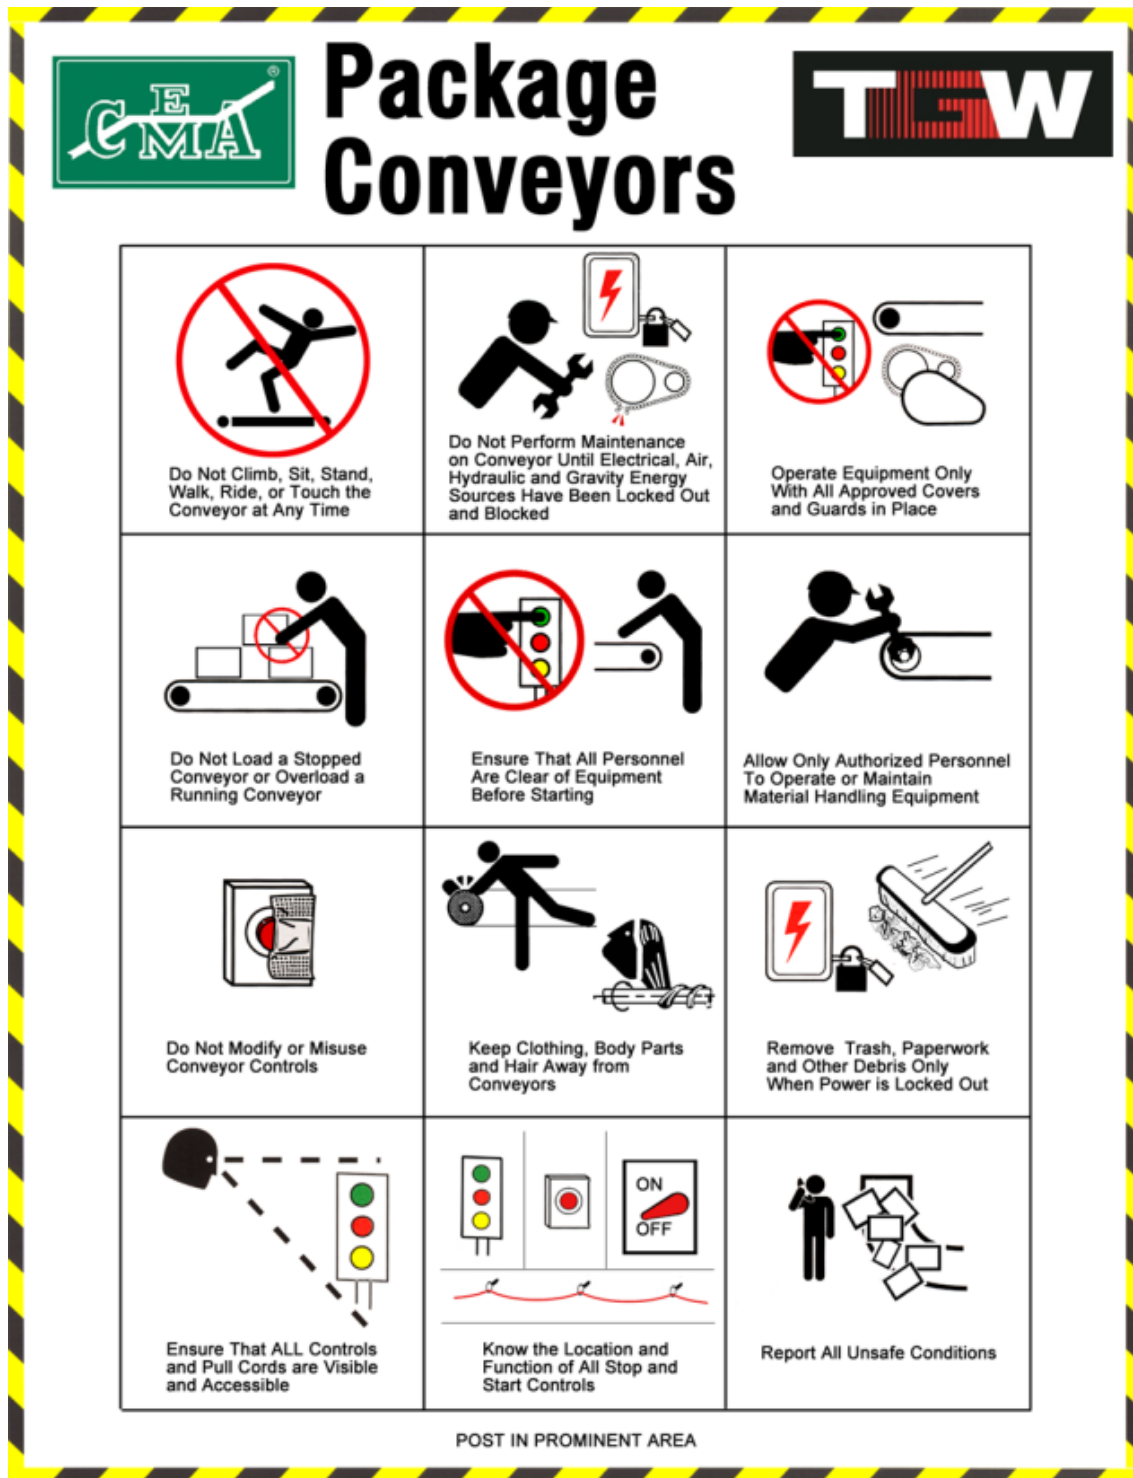 CEMA ®
Package
Conveyors
TGW
Do Not Climb, Sit, Stand,
Walk, Ride, or Touch the
Conveyor at Any Time
Do Not Perform Maintenance
on Conveyor Until Electrical, Air,
Hydraulic and Gravity Energy
Sources Have Been Locked Out
and Blocked
Operate Equipment Only
With All Approved Covers
and Guards in Place
Do Not Load a Stopped
Conveyor or Overload a
Running Conveyor
Ensure That All Personnel
Are Clear of Equipment
Before Starting
Allow Only Authorized Personnel
To Operate or Maintain
Material Handling Equipment
Do Not Modify or Misuse
Conveyor Controls
Keep Clothing, Body Parts
and Hair Away from
Conveyors
Remove Trash, Paperwork
and Other Debris Only
When Power is Locked Out
Ensure That ALL Controls
and Pull Cords are Visible
and Accessible
ON
OFF
Know the Location and
Function of All Stop and
Start Controls
Report All Unsafe Conditions
POST IN PROMINENT AREA